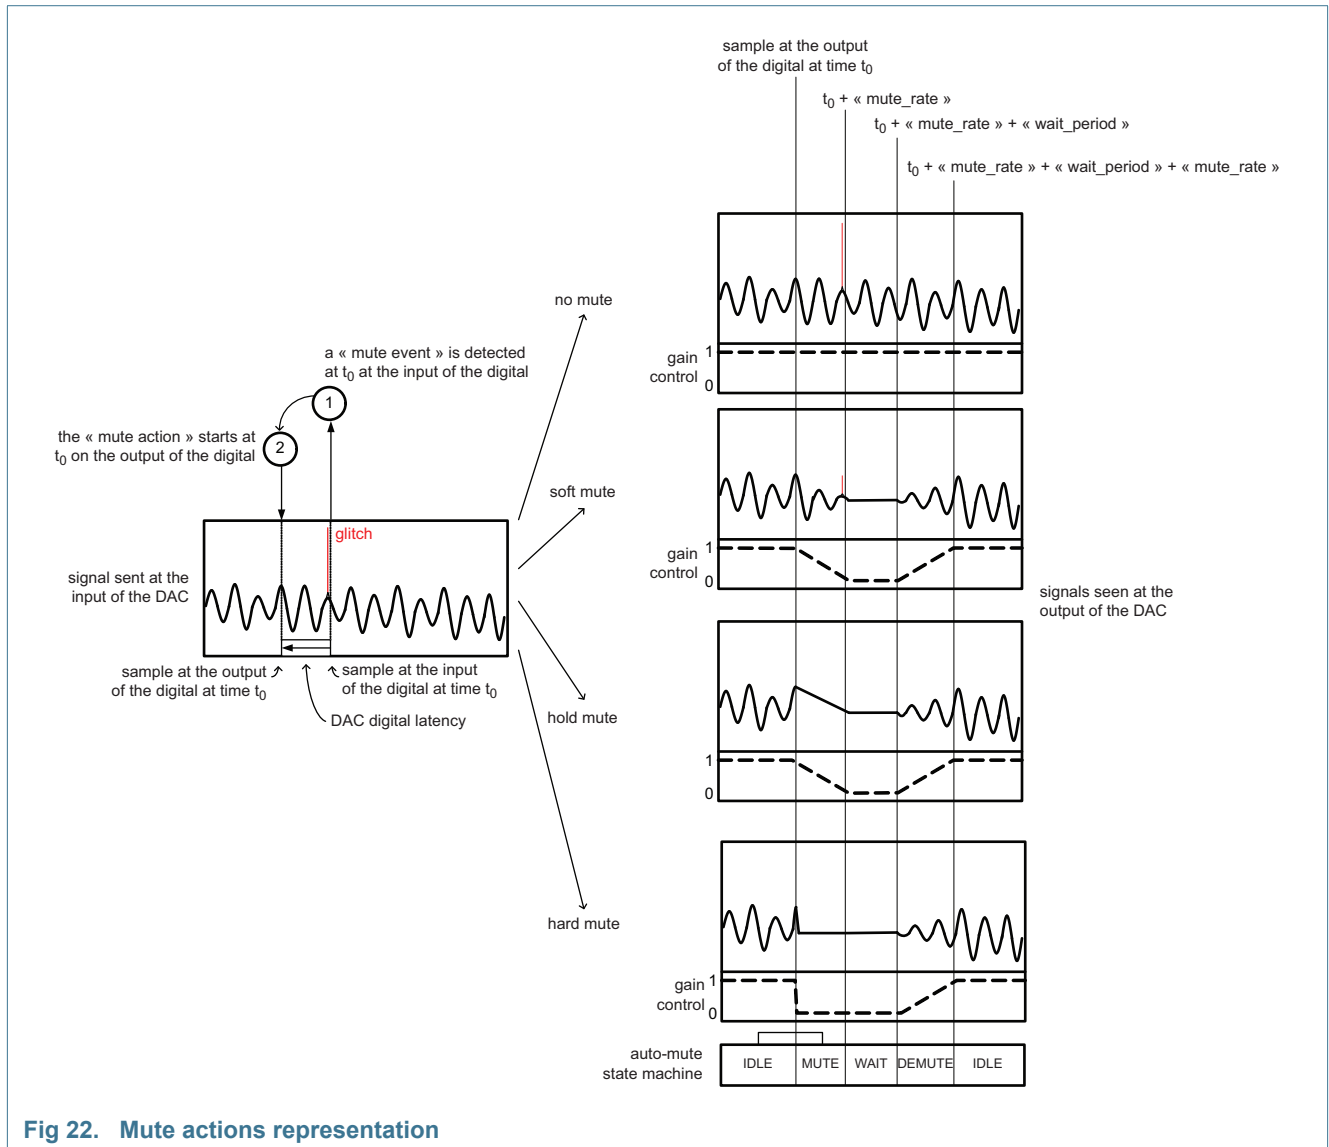 sample at the output
of the digital at time t0
t0 + « mute_rate »
t0 + « mute_rate » + « wait_period »
t0 + « mute_rate » + « wait_period » + « mute_rate »
no mute
a « mute event » is detected
at t0 at the input of the digital
1
the « mute action » starts at
t0 on the output of the digital
2
gain
control
1
0
soft mute
glitch
signal sent at the
input of the DAC
gain
control
1
0
signals seen at the
output of the DAC
sample at the output
of the digital at time t0
sample at the input
of the digital at time t0
DAC digital latency
hold mute
1
0
hard mute
gain
control
1
0
auto-mute
state machine
IDLE
MUTE
WAIT
DEMUTE
IDLE
Fig 22. Mute actions representation